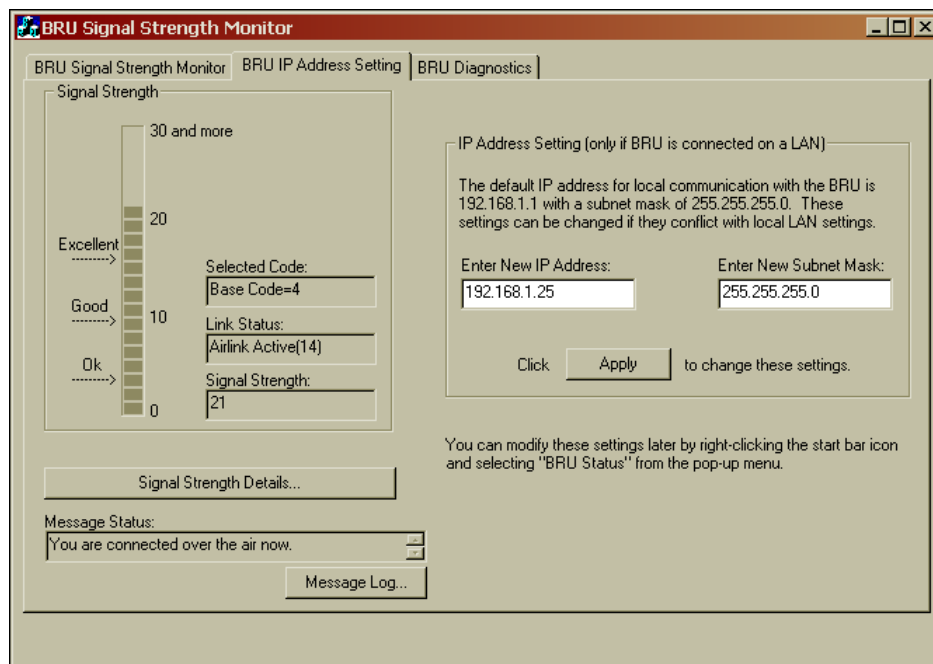 BRU Signal Strength Monitor
BRU Signal Strength Monitor
BRU IP Address Setting
BRU Diagnostics
Signal Strength
30 and more
20
10
0
Excellent
-------->
Good
-------->
Ok
-------->
Selected Code:
Base Code=4
Link Status:
Airlink Active(14)
Signal Strength:
21
Signal Strength Details...
Message Status:
You are connected over the air now.
Message Log...
IP Address Setting (only if BRU is connected on a LAN)
The default IP address for local communication with the BRU is
192.168.1.1 with a subnet mask of 255.255.255.0.  These
settings can be changed if they conflict with local LAN settings.
Enter New IP Address:
192.168.1.25
Enter New Subnet Mask:
255.255.255.0
Click Apply to change these settings.
You can modify these settings later by right-clicking the start bar icon
and selecting "BRU Status" from the pop-up menu.